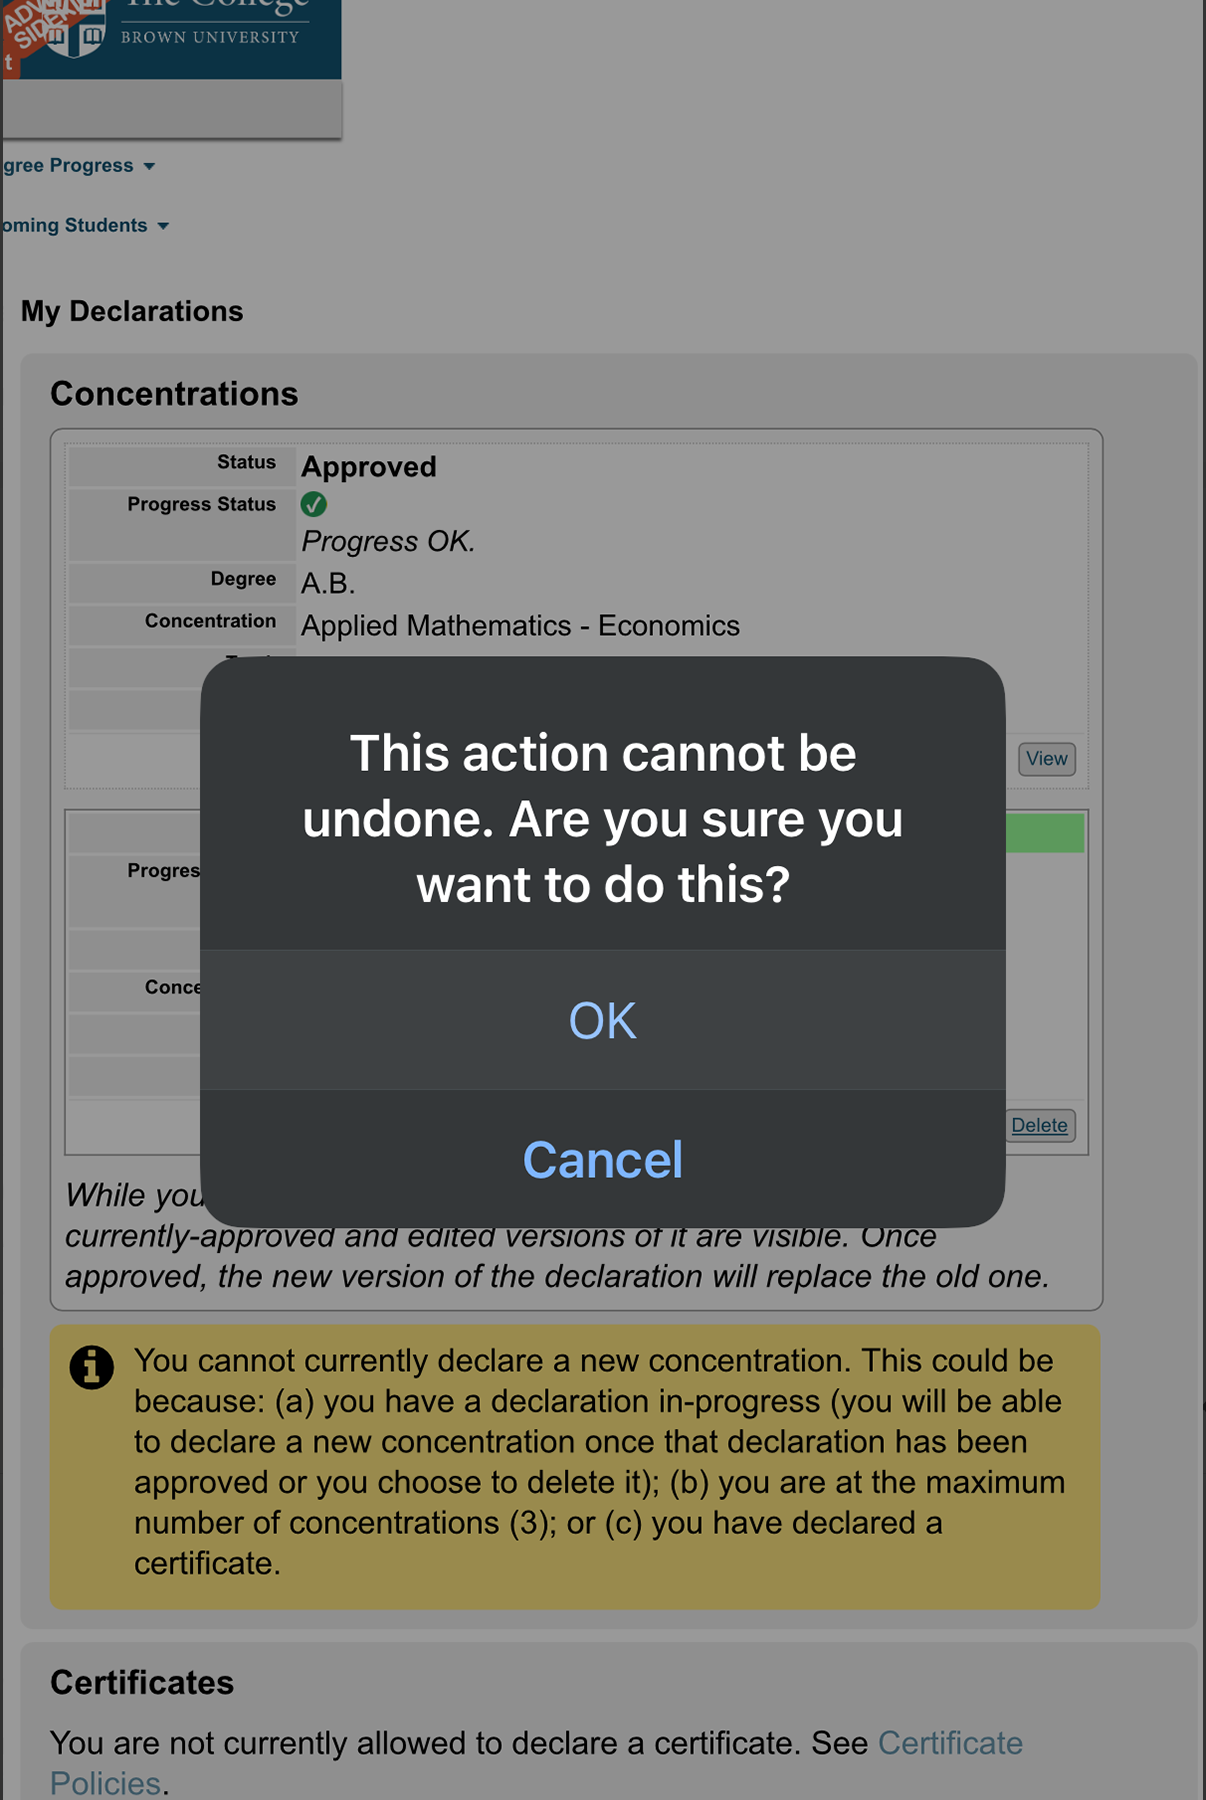 ADV
SIDEKI
t
The College
BROWN UNIVERSITY
gree Progress
oming Students
My Declarations
Concentrations
Status Approved
Progress Status
Progress OK.
Degree A.B.
Concentration Applied Mathematics - Economics
View
This action cannot be
undone. Are you sure you
want to do this?
Progres
Conce
OK
Delete
Cancel
While you
currently-approved and edited versions of it are visible. Once
approved, the new version of the declaration will replace the old one.
You cannot currently declare a new concentration. This could be
because: (a) you have a declaration in-progress (you will be able
to declare a new concentration once that declaration has been
approved or you choose to delete it); (b) you are at the maximum
number of concentrations (3); or (c) you have declared a
certificate.
Certificates
You are not currently allowed to declare a certificate. See Certificate
Policies.